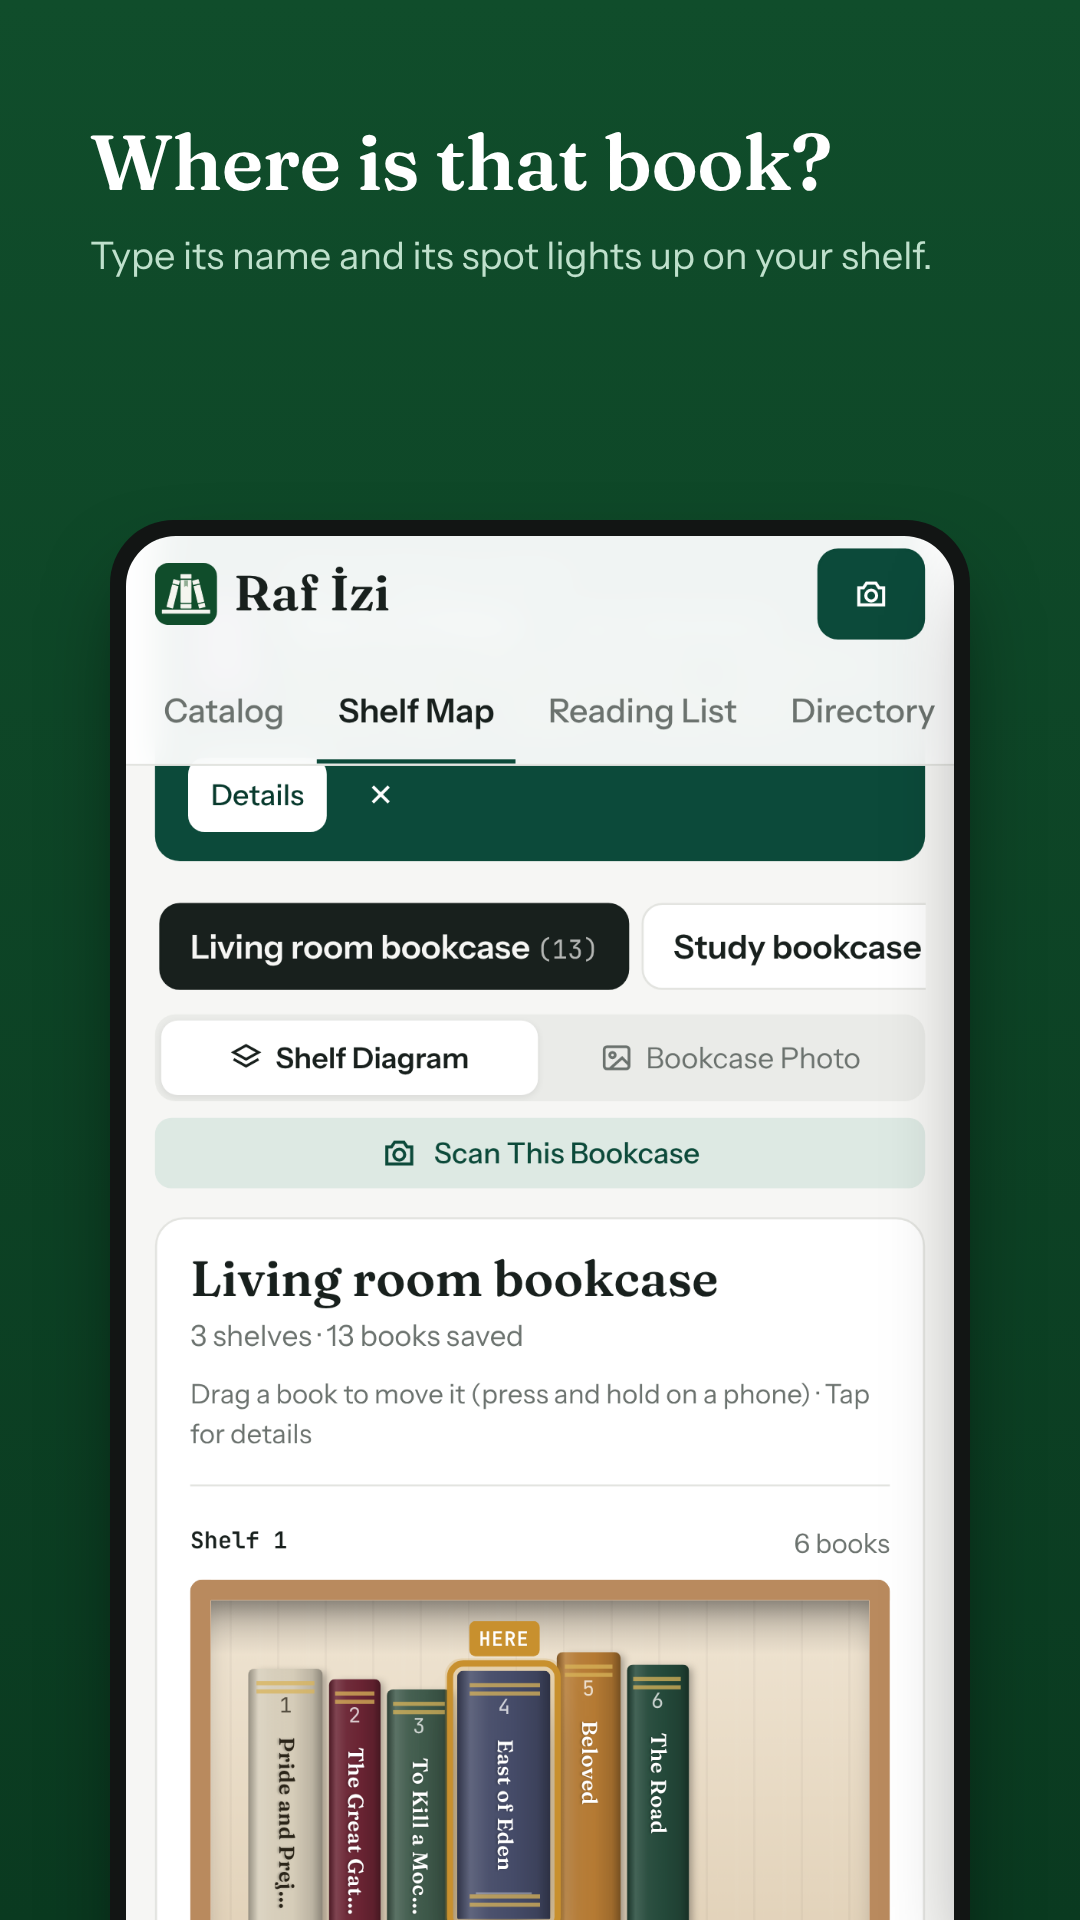 Where is that book?
Type its name and its spot lights up on your shelf.
Raf İzi
Catalog
Shelf Map
Reading List
Directory
Details
Living room bookcase (13)
Study bookcase
Shelf Diagram
Bookcase Photo
Scan This Bookcase
Living room bookcase
3 shelves · 13 books saved
Drag a book to move it (press and hold on a phone) · Tap
for details
Shelf 1
6 books
HERE
1 Pride and Prej...
2 The Great Gat...
3 To Kill a Moc...
4 East of Eden
5 Beloved
6 The Road